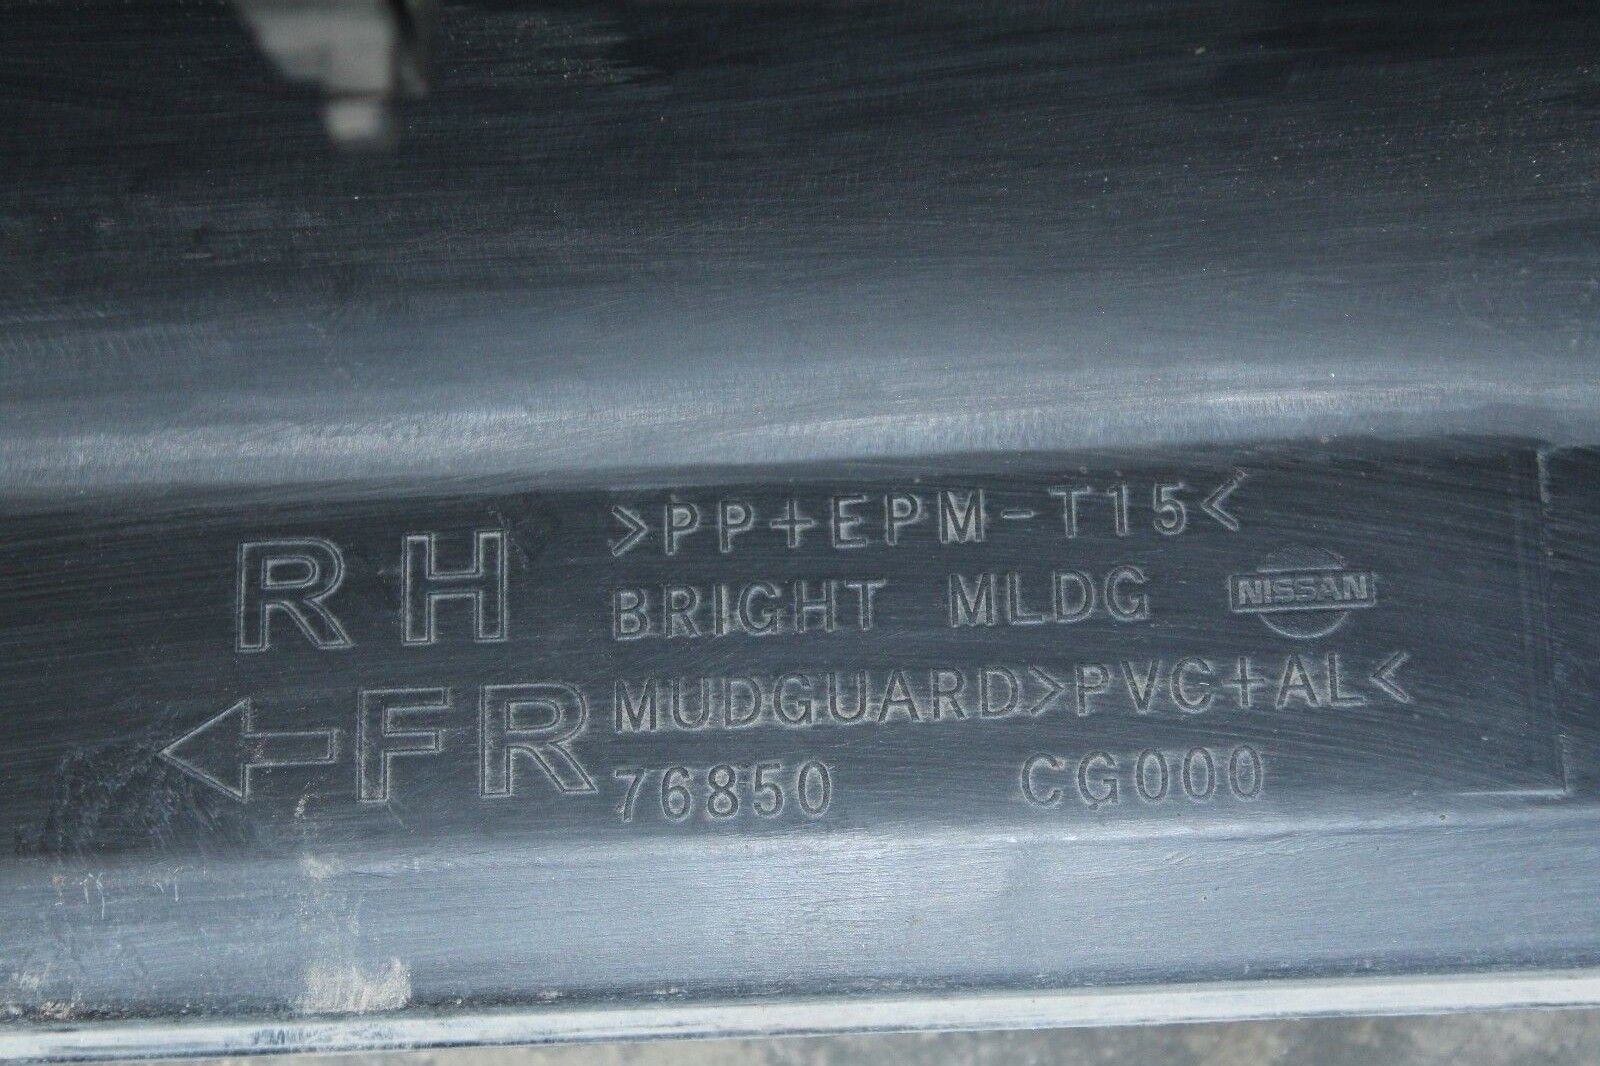 RH >PP+EPM-T15<
BRIGHT MLDG NISSAN
FR MUDGUARD>PVC+AL<
76850 CG000